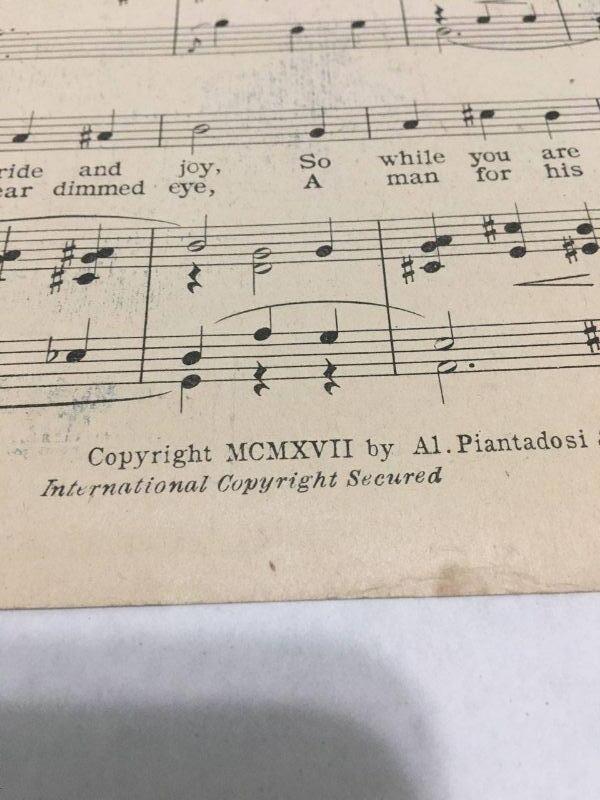 ride and joy, So while you are
ear dimmed eye, A man for his
Copyright MCMXVII by Al. Piantadosi &
International Copyright Secured